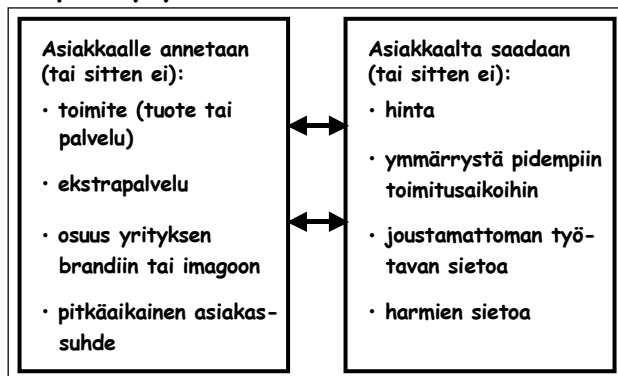 Asiakkaalle annetaan
(tai sitten ei):
· toimite (tuote tai
palvelu)
· ekstrapalvelu
· osuus yrityksen
brandiin tai imagoon
· pitkäaikainen asiakas-
suhde
Asiakkaalta saadaan
(tai sitten ei):
· hinta
· ymmärrystä pidempiin
toimitusaikoihin
· joustamattoman työ-
tavan sietoa
· harmien sietoa